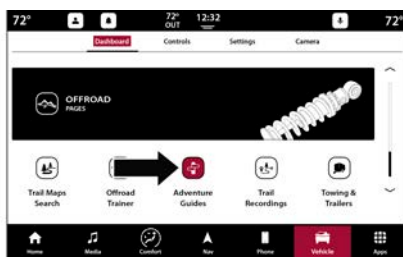 72° 72° 12:32 72°
OUT
Dashboard Controls Settings Camera
OFFROAD
PAGES
Trail Maps Offroad Adventure Trail Towing &
Search Trainer Guides Recordings Trailers
Home Media Comfort Nav Phone Vehicle Apps